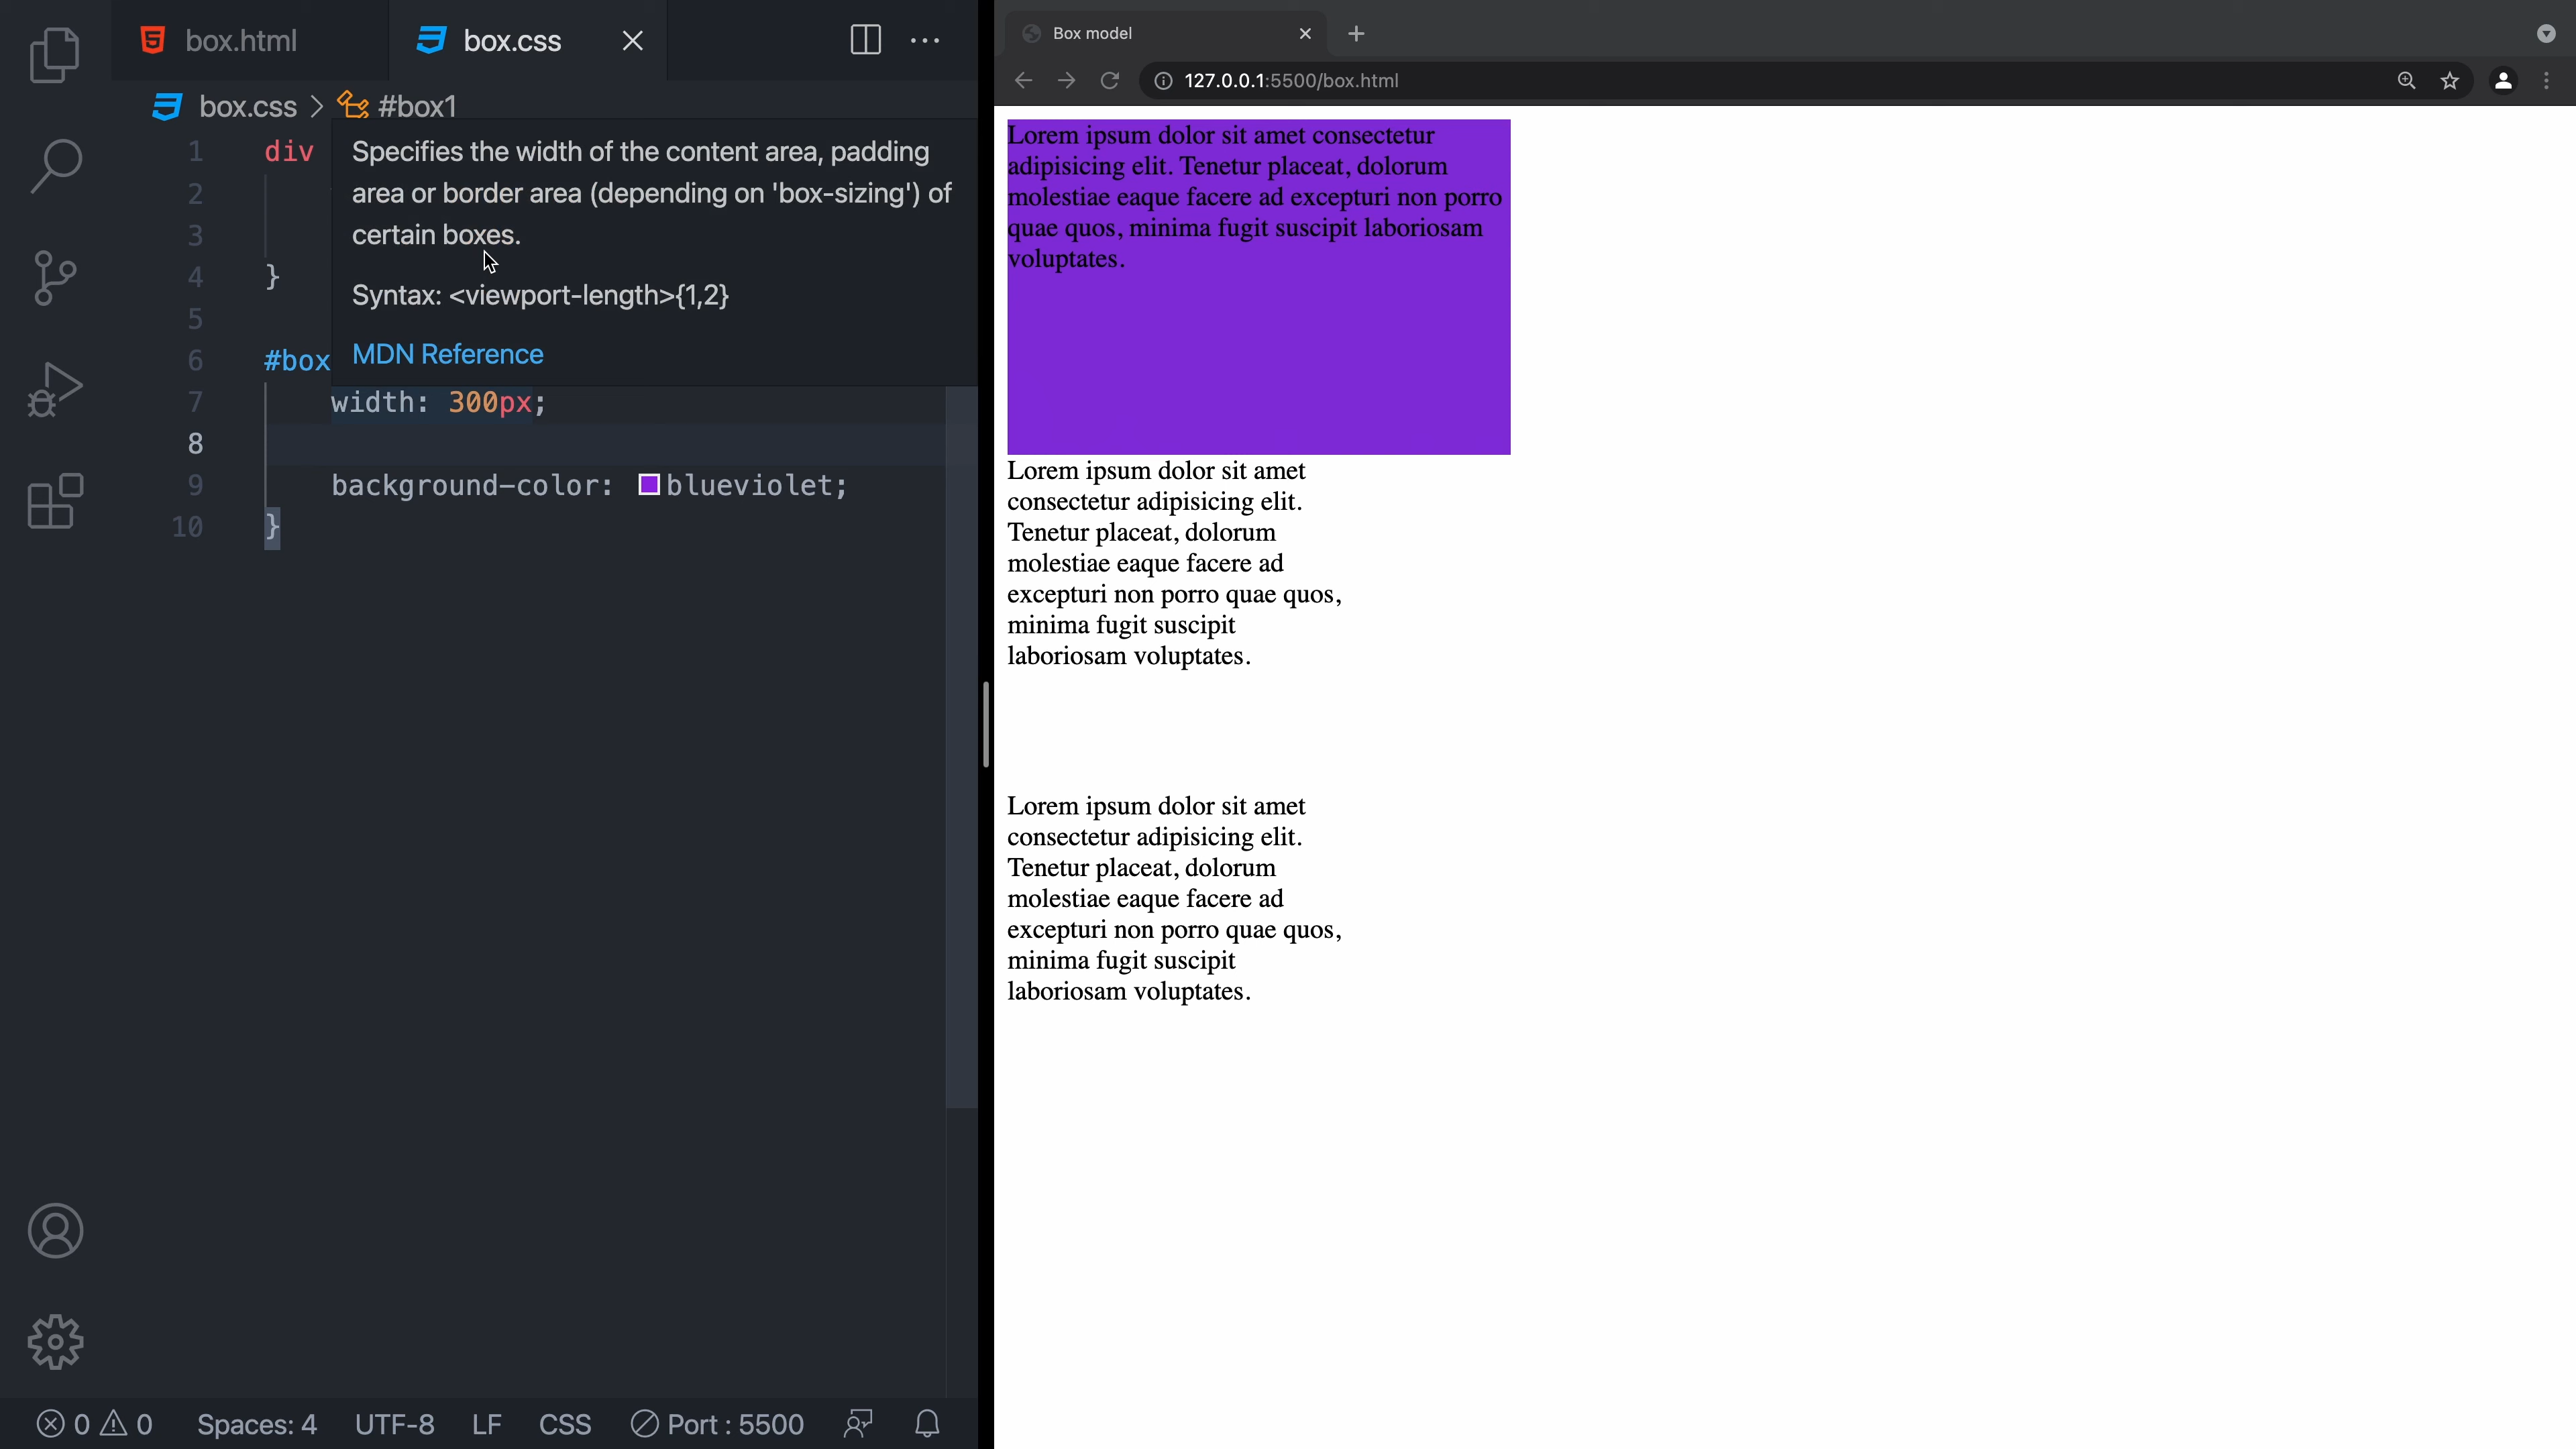 box.html
box.css
box.css > #box1
1 div
Specifies the width of the content area, padding
area or border area (depending on 'box-sizing') of
certain boxes.
Syntax: <viewport-length>{1,2}
MDN Reference
2
3
4 }
5
6 #box
7 width: 300px;
8
9 background-color: blueviolet;
10 }
0 0 Spaces: 4 UTF-8 LF CSS Port : 5500
Box model
127.0.0.1:5500/box.html
Lorem ipsum dolor sit amet consectetur
adipisicing elit. Tenetur placeat, dolorum
molestiae eaque facere ad excepturi non porro
quae quos, minima fugit suscipit laboriosam
voluptates.
Lorem ipsum dolor sit amet
consectetur adipisicing elit.
Tenetur placeat, dolorum
molestiae eaque facere ad
excepturi non porro quae quos,
minima fugit suscipit
laboriosam voluptates.
Lorem ipsum dolor sit amet
consectetur adipisicing elit.
Tenetur placeat, dolorum
molestiae eaque facere ad
excepturi non porro quae quos,
minima fugit suscipit
laboriosam voluptates.